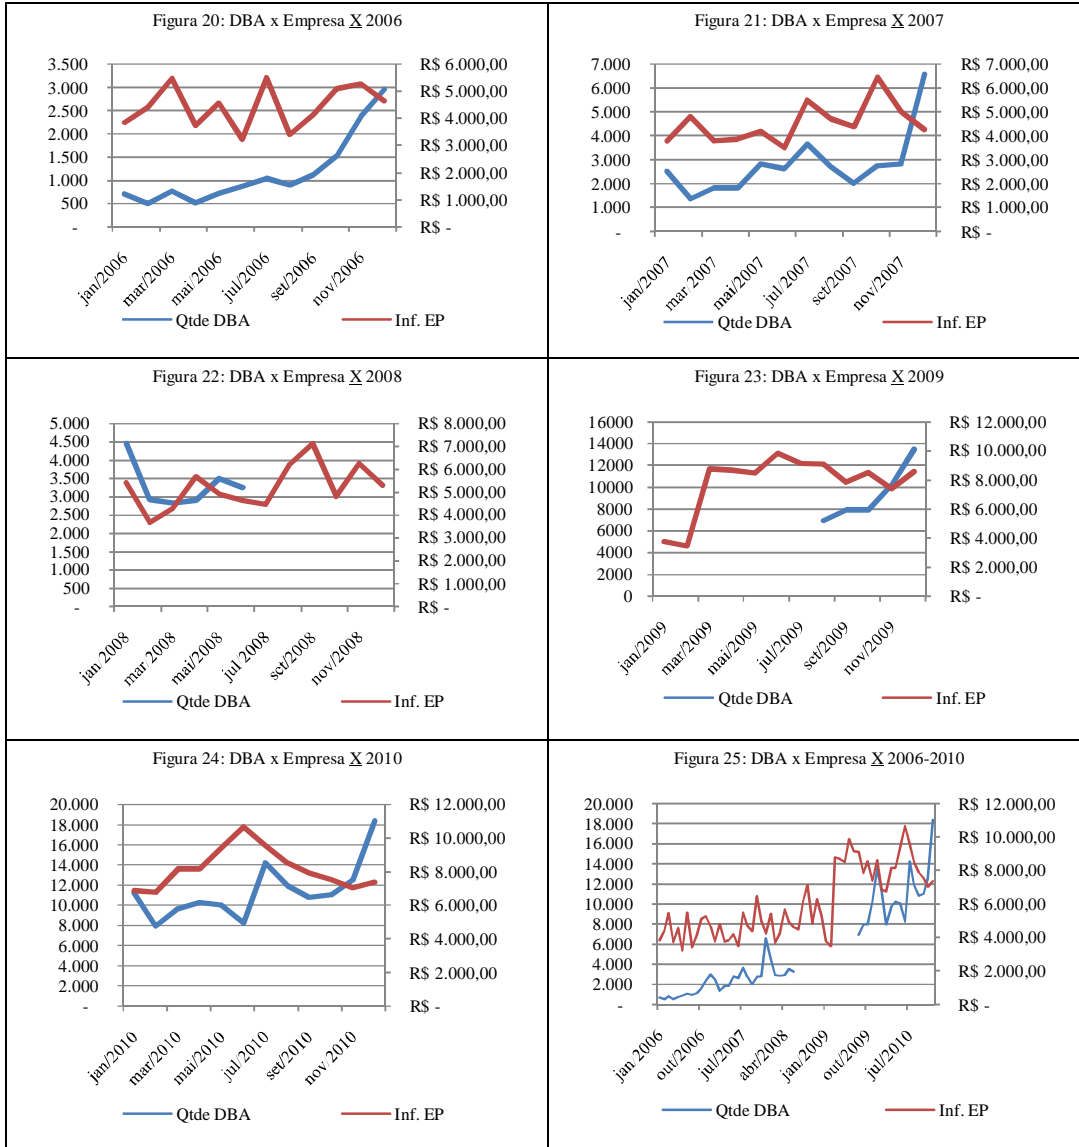 Figura 20: DBA x Empresa X 2006
3.500
3.000
2.500
2.000
1.500
1.000
500
-
R$ 6.000,00
R$ 5.000,00
R$ 4.000,00
R$ 3.000,00
R$ 2.000,00
R$ 1.000,00
R$ -
jan/2006
mar/2006
mai/2006
jul/2006
set/2006
nov/2006
Qtde DBA
Inf. EP
Figura 21: DBA x Empresa X 2007
7.000
6.000
5.000
4.000
3.000
2.000
1.000
-
R$ 7.000,00
R$ 6.000,00
R$ 5.000,00
R$ 4.000,00
R$ 3.000,00
R$ 2.000,00
R$ 1.000,00
R$ -
jan/2007
mar/2007
mai/2007
jul/2007
set/2007
nov/2007
Qtde DBA
Inf. EP
Figura 22: DBA x Empresa X 2008
5.000
4.500
4.000
3.500
3.000
2.500
2.000
1.500
1.000
500
-
R$ 8.000,00
R$ 7.000,00
R$ 6.000,00
R$ 5.000,00
R$ 4.000,00
R$ 3.000,00
R$ 2.000,00
R$ 1.000,00
R$ -
jan/2008
mar/2008
mai/2008
jul/2008
set/2008
nov/2008
Qtde DBA
Inf. EP
Figura 23: DBA x Empresa X 2009
16000
14000
12000
10000
8000
6000
4000
2000
0
R$ 12.000,00
R$ 10.000,00
R$ 8.000,00
R$ 6.000,00
R$ 4.000,00
R$ 2.000,00
R$ -
jan/2009
mar/2009
mai/2009
jul/2009
set/2009
nov/2009
Qtde DBA
Inf. EP
Figura 24: DBA x Empresa X 2010
20.000
18.000
16.000
14.000
12.000
10.000
8.000
6.000
4.000
2.000
-
R$ 12.000,00
R$ 10.000,00
R$ 8.000,00
R$ 6.000,00
R$ 4.000,00
R$ 2.000,00
R$ -
jan/2010
mar/2010
mai/2010
jul/2010
set/2010
nov/2010
Qtde DBA
Inf. EP
Figura 25: DBA x Empresa X 2006-2010
20.000
18.000
16.000
14.000
12.000
10.000
8.000
6.000
4.000
2.000
-
R$ 12.000,00
R$ 10.000,00
R$ 8.000,00
R$ 6.000,00
R$ 4.000,00
R$ 2.000,00
R$ -
jan/2006
out/2006
jul/2007
abr/2008
jan/2009
out/2009
jul/2010
Qtde DBA
Inf. EP